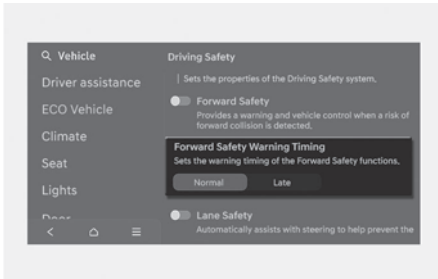 Vehicle
Driver assistance
ECO Vehicle
Climate
Seat
Lights
Door
Driving Safety
Sets the properties of the Driving Safety system.
Forward Safety
Provides a warning and vehicle control when a risk of
forward collision is detected.
Forward Safety Warning Timing
Sets the warning timing of the Forward Safety functions.
Normal Late
Lane Safety
Automatically assists with steering to help prevent the